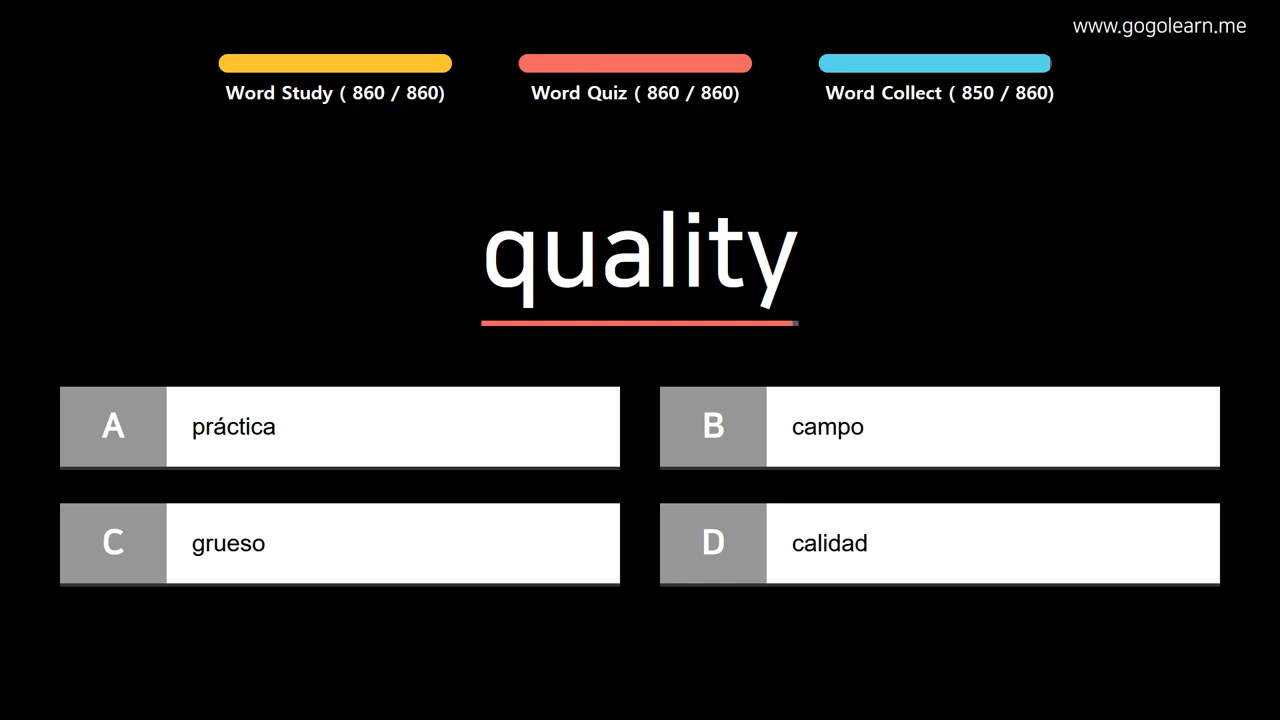 www.gogolearn.me
Word Study ( 860 / 860)
Word Quiz ( 860 / 860)
Word Collect ( 850 / 860)
quality
A
práctica
B
campo
C
grueso
D
calidad